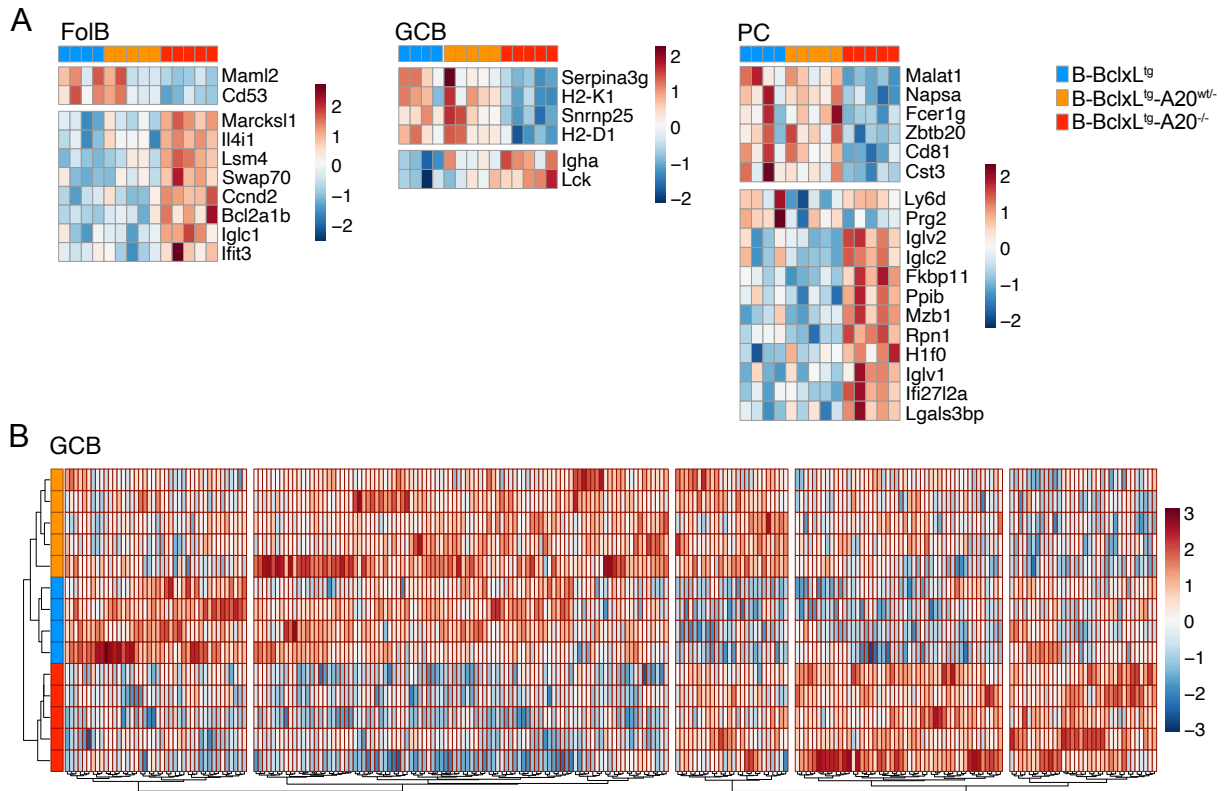 A
FolB
Maml2
Cd53
Marcksl1
Il4i1
Lsm4
Swap70
Ccnd2
Bcl2a1b
Iglc1
Ifit3
2
1
0
−1
−2
GCB
Serpina3g
H2-K1
Snrnp25
H2-D1
Igha
Lck
2
1
0
−1
−2
PC
Malat1
Napsa
Fcer1g
Zbtb20
Cd81
Cst3
Ly6d
Prg2
Iglv2
Iglc2
Fkbp11
Ppib
Mzb1
Rpn1
H1f0
Iglv1
Ifi27l2a
Lgals3bp
2
1
0
−1
−2
B-BclxLtg
B-BclxLtg-A20wt/-
B-BclxLtg-A20-/-
B
GCB
3
2
1
0
−1
−2
−3